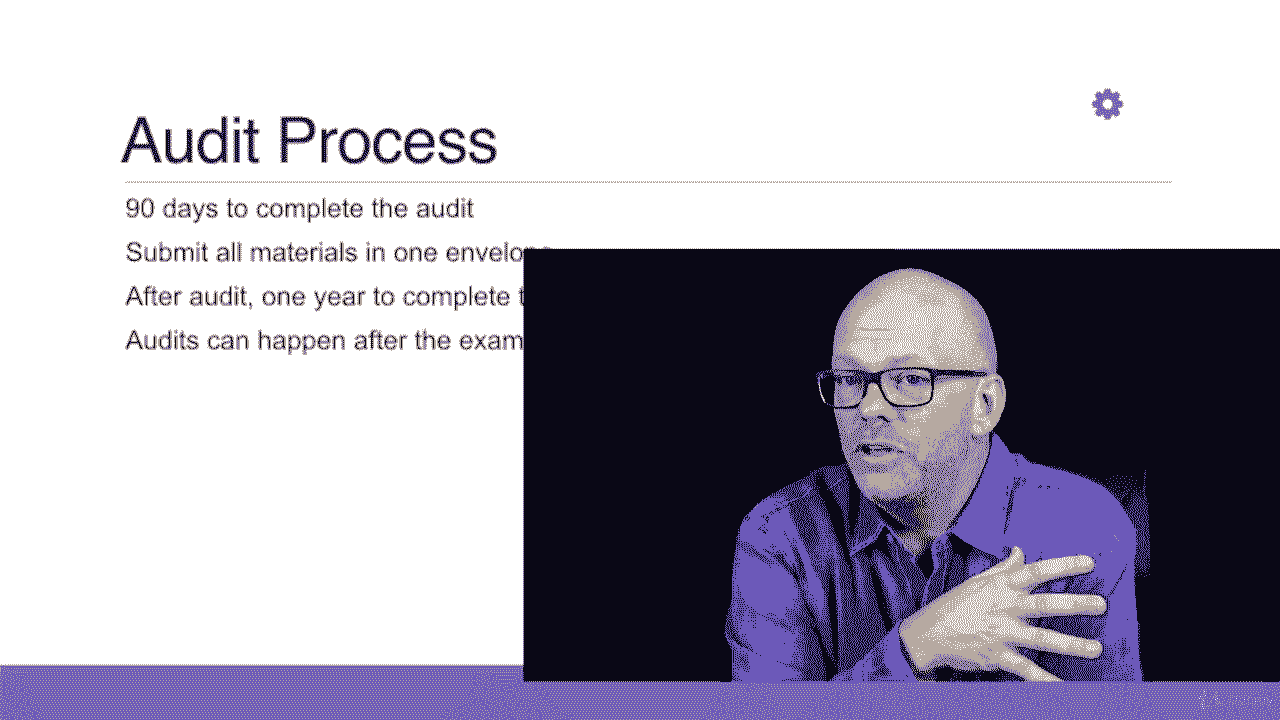 Audit Process
90 days to complete the audit
Submit all materials in one
After audit, one year to complete
Audits can happen after the exam